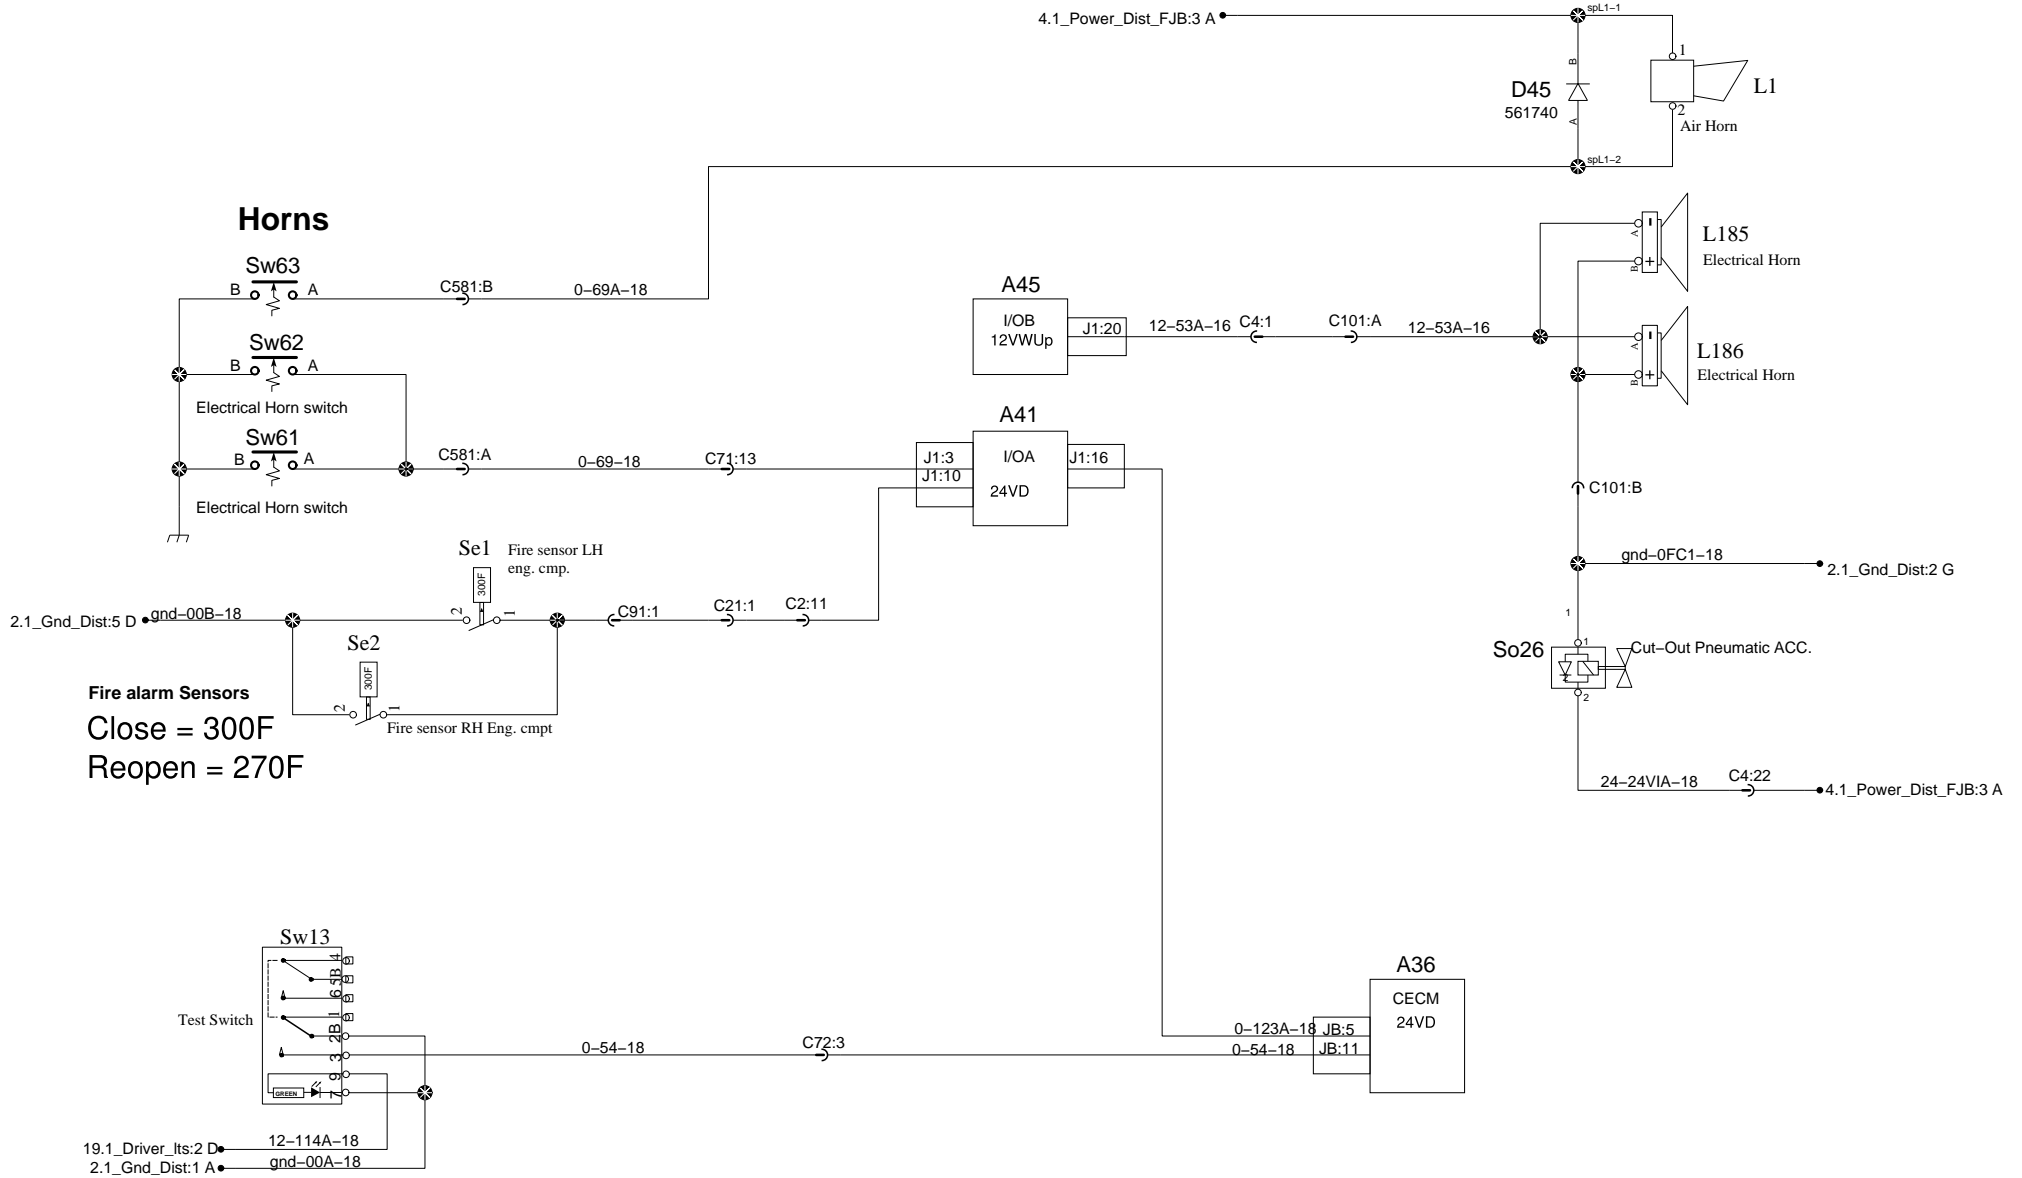 4.1_Power_Dist_FJB:3 A
spL1−1
1
B
D45
561740
A
L1
2
Air Horn
spL1−2
Horns
Sw63
B
A
C581:B
0−69A−18
Sw62
B
A
Electrical Horn switch
Sw61
B
A
C581:A
0−69−18
C71:13
Electrical Horn switch
A45
I/OB
12VWUp
J1:20
12−53A−16
C4:1
C101:A
12−53A−16
A
-
B
+
L185
Electrical Horn
A
-
B
+
L186
Electrical Horn
A41
J1:3
J1:10
I/OA
24VD
J1:16
C101:B
gnd−0FC1−18
2.1_Gnd_Dist:2 G
Se1
Fire sensor LH
eng. cmp.
300F
2
1
2.1_Gnd_Dist:5 D
gnd−00B−18
C91:1
C21:1
C2:11
Se2
300F
2
1
Fire sensor RH Eng. cmpt
Fire alarm Sensors
Close = 300F
Reopen = 270F
1
So26
1
Z
2
Cut−Out Pneumatic ACC.
24−24VIA−18
C4:22
4.1_Power_Dist_FJB:3 A
Sw13
Test Switch
4
5B
6
1
2B
3
9
7
GREEN
0−54−18
C72:3
A36
CECM
24VD
0−123A−18
JB:5
0−54−18
JB:11
19.1_Driver_lts:2 D
12−114A−18
2.1_Gnd_Dist:1 A
gnd−00A−18